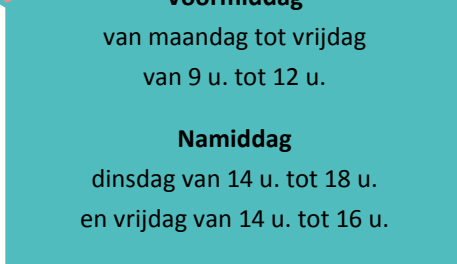 Voormiddag
van maandag tot vrijdag
van 9 u. tot 12 u.
Namiddag
dinsdag van 14 u. tot 18 u.
en vrijdag van 14 u. tot 16 u.